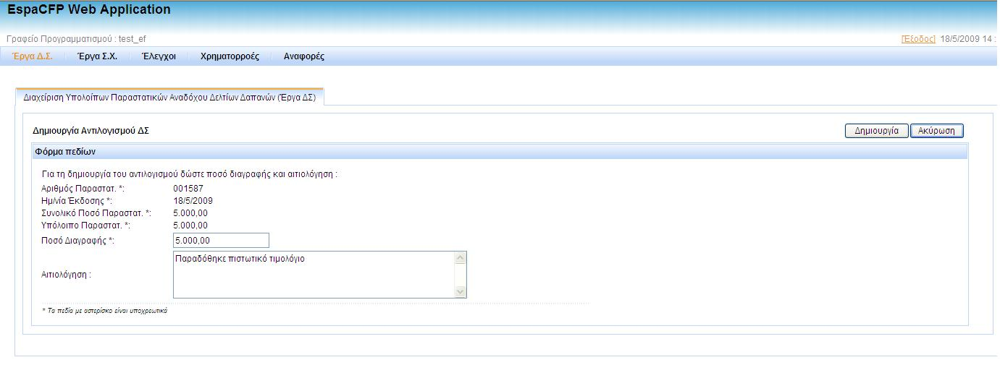 EspaCFP Web Application
Γραφείο Προγραμματισμού : test_ef
[Έξοδος] 18/5/2009 14 :
Έργα Δ.Σ. Έργα Σ.Χ. Έλεγχοι Χρηματορροές Αναφορές
Διαχείριση Υπολοίπων Παραστατικών Αναδόχου Δελτίων Δαπανών (Έργα ΔΣ)
Δημιουργία Αντιλογισμού ΔΣ
Δημιουργία Ακύρωση
Φόρμα πεδίων
Για τη δημιουργία του αντιλογισμού δώστε ποσό διαγραφής και αιτιολόγηση :
Αριθμός Παραστατ. *: 001587
Ημ/νία Έκδοσης *: 18/5/2009
Συνολικό Ποσό Παραστατ. *: 5.000,00
Υπόλοιπο Παραστατ. *: 5.000,00
Ποσό Διαγραφής *: 5.000,00
Παραδόθηκε πιστωτικό τιμολόγιο
Αιτιολόγηση :
* Τα πεδία με αστερίσκο είναι υποχρεωτικά